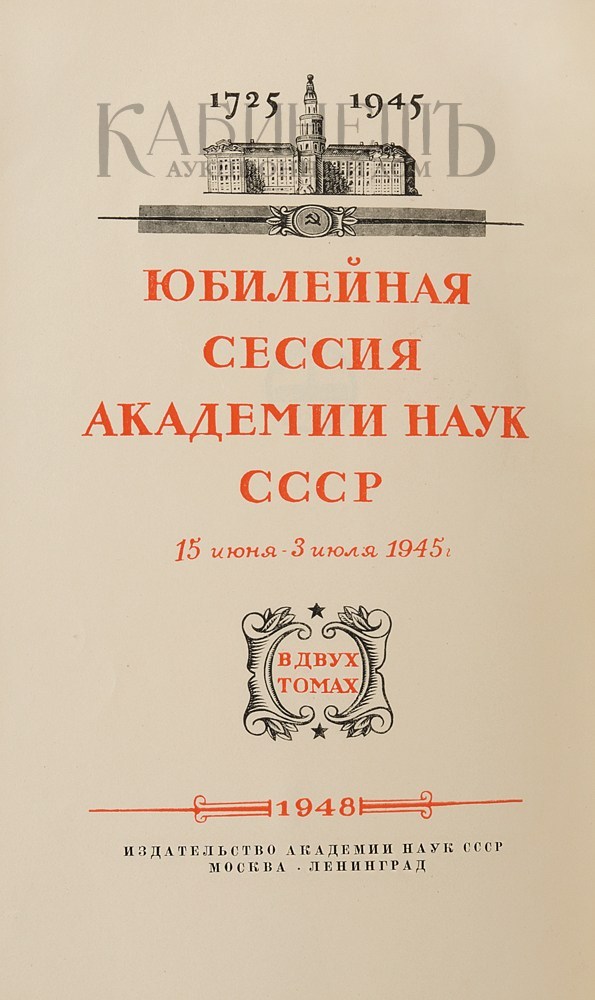 1725 1945
КАБИНЕТЪ
ЮБИЛЕЙНАЯ
СЕССИЯ
АКАДЕМИИ НАУК
СССР
15 июня - 3 июля 1945 г
В ДВУХ
ТОМАХ
1948
ИЗДАТЕЛЬСТВО АКАДЕМИИ НАУК СССР
МОСКВА · ЛЕНИНГРАД